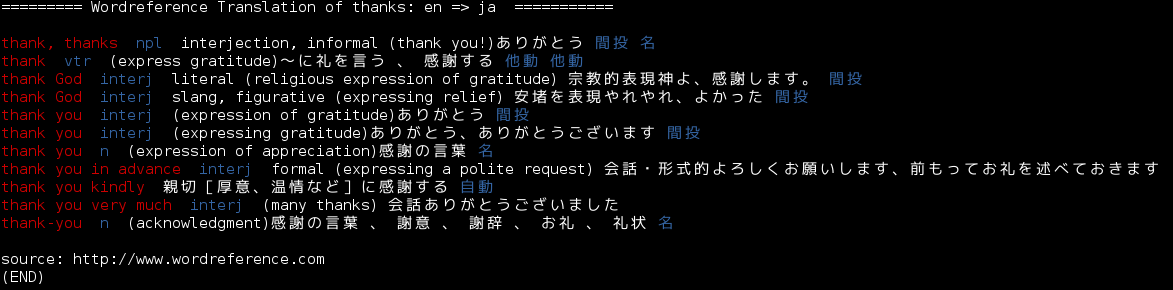 ========= Wordreference Translation of thanks: en => ja ===========
thank, thanks npl interjection, informal (thank you!)ありがとう 間投 名
thank vtr (express gratitude)～に礼を言う 、 感謝する 他動 他動
thank God interj literal (religious expression of gratitude) 宗教的表現神よ、感謝します。 間投
thank God interj slang, figurative (expressing relief) 安堵を表現やれやれ、よかった 間投
thank you interj (expression of gratitude)ありがとう 間投
thank you interj (expressing gratitude)ありがとう、ありがとうございます 間投
thank you n (expression of appreciation)感謝の言葉 名
thank you in advance interj formal (expressing a polite request) 会話・形式的よろしくお願いします、前もってお礼を述べておきます
thank you kindly 親切［厚意、温情など］に感謝する 自動
thank you very much interj (many thanks) 会話ありがとうございました
thank-you n (acknowledgment)感謝の言葉 、 謝意 、 謝辞 、 お礼 、 礼状 名
source: http://www.wordreference.com
(END)